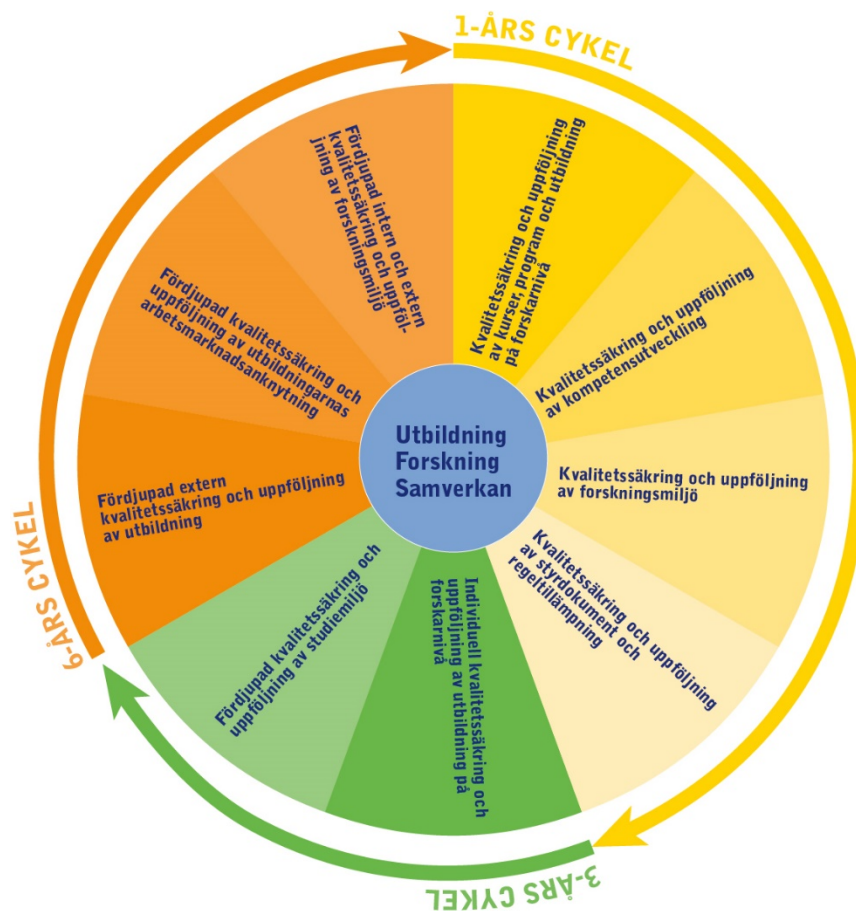 1-ÅRS CYKEL
Kvalitetssäkring och uppföljning
av kurser, program och utbildning
på forskarnivå
Kvalitetssäkring och uppföljning
av kompetensutveckling
Kvalitetssäkring och uppföljning
av forskningsmiljö
Kvalitetssäkring och uppföljning
av styrdokument och
regeltillämpning
3-ÅRS CYKEL
Individuell kvalitetssäkring och
uppföljning av utbildning på
forskarnivå
Fördjupad kvalitetssäkring och
uppföljning av studiemiljö
6-ÅRS CYKEL
Fördjupad extern
kvalitetssäkring och uppföljning
av utbildning
Fördjupad kvalitetssäkring och
uppföljning av utbildningarnas
arbetsmarknadsanknytning
Fördjupad intern och extern
kvalitetssäkring och uppföl-
jning av forskningsmiljö
Utbildning
Forskning
Samverkan